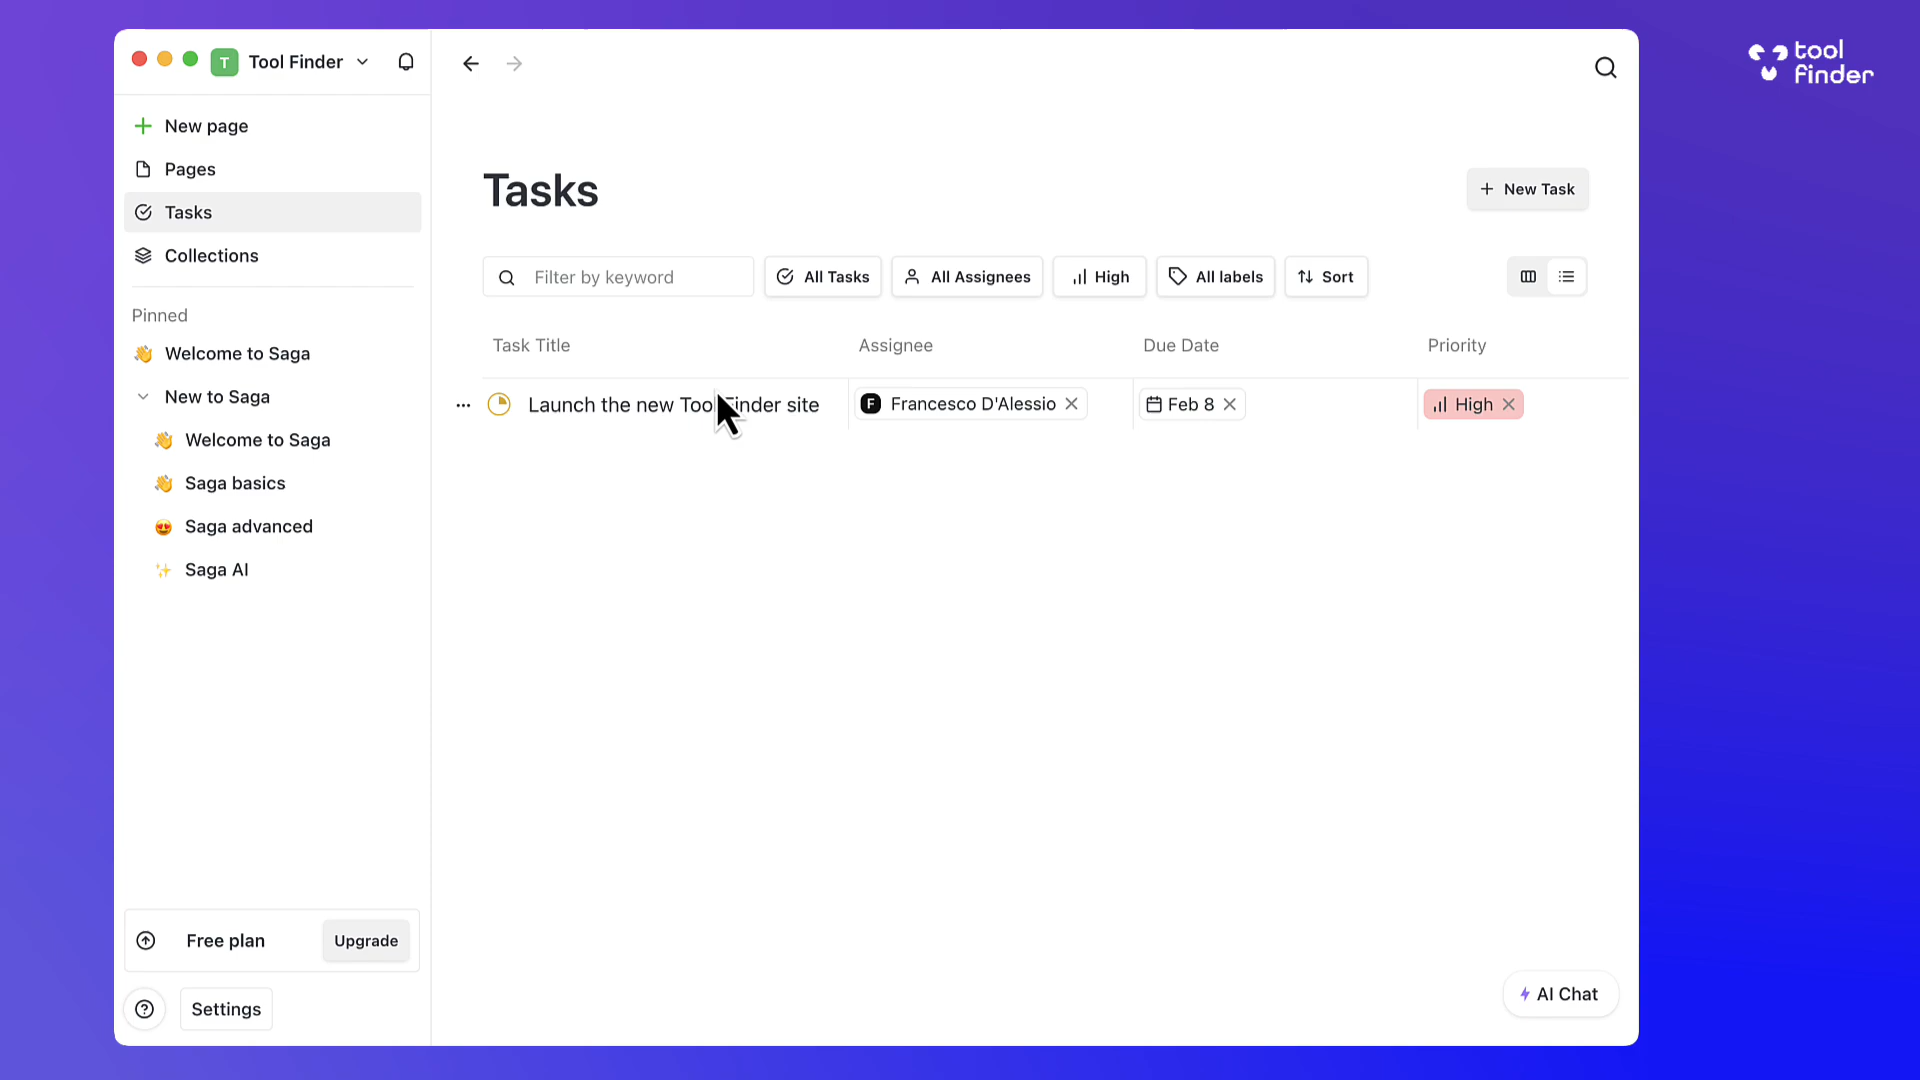 T Tool Finder
New page
Pages
Tasks
Collections
Pinned
Welcome to Saga
New to Saga
Welcome to Saga
Saga basics
Saga advanced
Saga AI
Free plan
Upgrade
Settings
Tasks
New Task
Filter by keyword
All Tasks
All Assignees
High
All labels
Sort
Task Title Assignee Due Date Priority
Launch the new Tool Finder site F Francesco D'Alessio Feb 8 High
AI Chat
tool
finder